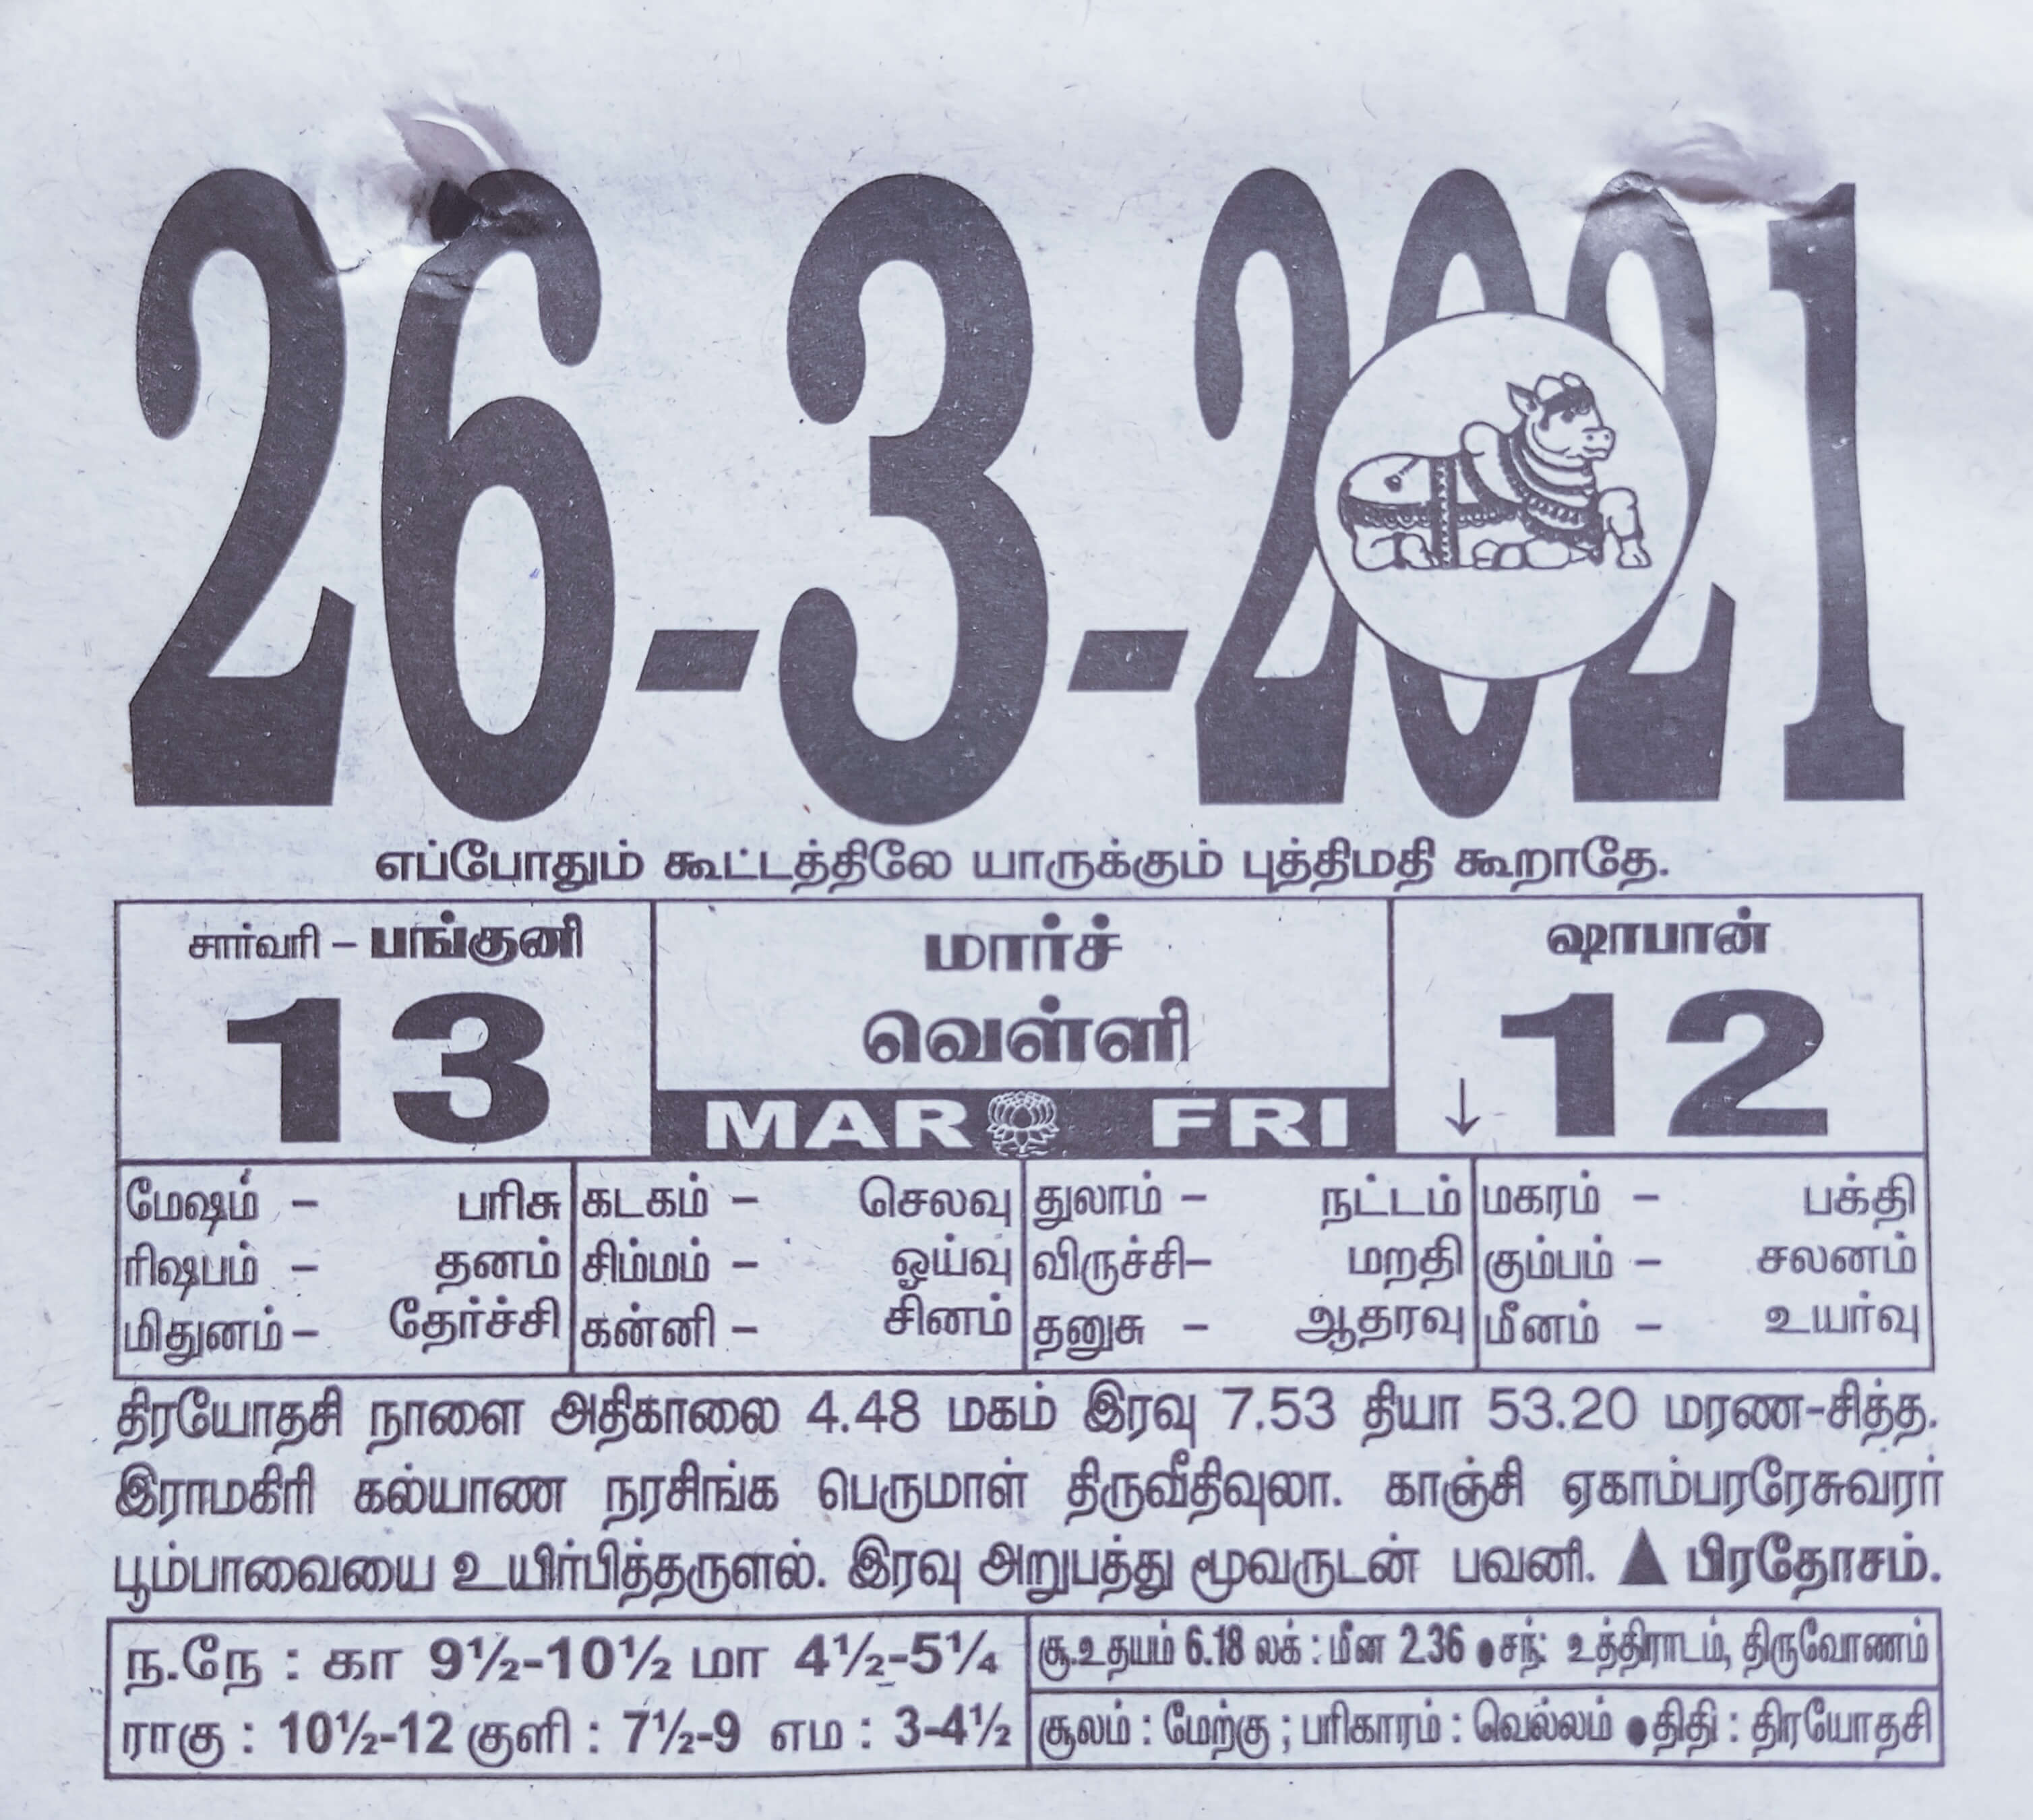 26-3-2021
எப்போதும் கூட்டத்திலே யாருக்கும் புத்திமதி கூறாதே.
சார்வரி – பங்குனி
13
மார்ச்
வெள்ளி
MAR FRI
ஷாபான்
↓ 12
மேஷம் – பரிசு
ரிஷபம் – தனம்
மிதுனம் – தேர்ச்சி
கடகம் – செலவு
சிம்மம் – ஓய்வு
கன்னி – சினம்
துலாம் – நட்டம்
விருச்சி– மறதி
தனுசு – ஆதரவு
மகரம் – பக்தி
கும்பம் – சலனம்
மீனம் – உயர்வு
திரயோதசி நாளை அதிகாலை 4.48 மகம் இரவு 7.53 தியா 53.20 மரண-சித்த.
இராமகிரி கல்யாண நரசிங்க பெருமாள் திருவீதிவுலா. காஞ்சி ஏகாம்பரரேசுவரர்
பூம்பாவையை உயிர்பித்தருளல். இரவு அறுபத்து மூவருடன் பவனி. ▲ பிரதோசம்.
ந.நே : கா 9½-10½ மா 4½-5¼
ராகு : 10½-12 குளி : 7½-9 எம : 3-4½
சூ.உதயம் 6.18 லக் : மீன 2.36 ● சந்: உத்திராடம், திருவோணம்
சூலம் : மேற்கு ; பரிகாரம் : வெல்லம் ● திதி : திரயோதசி